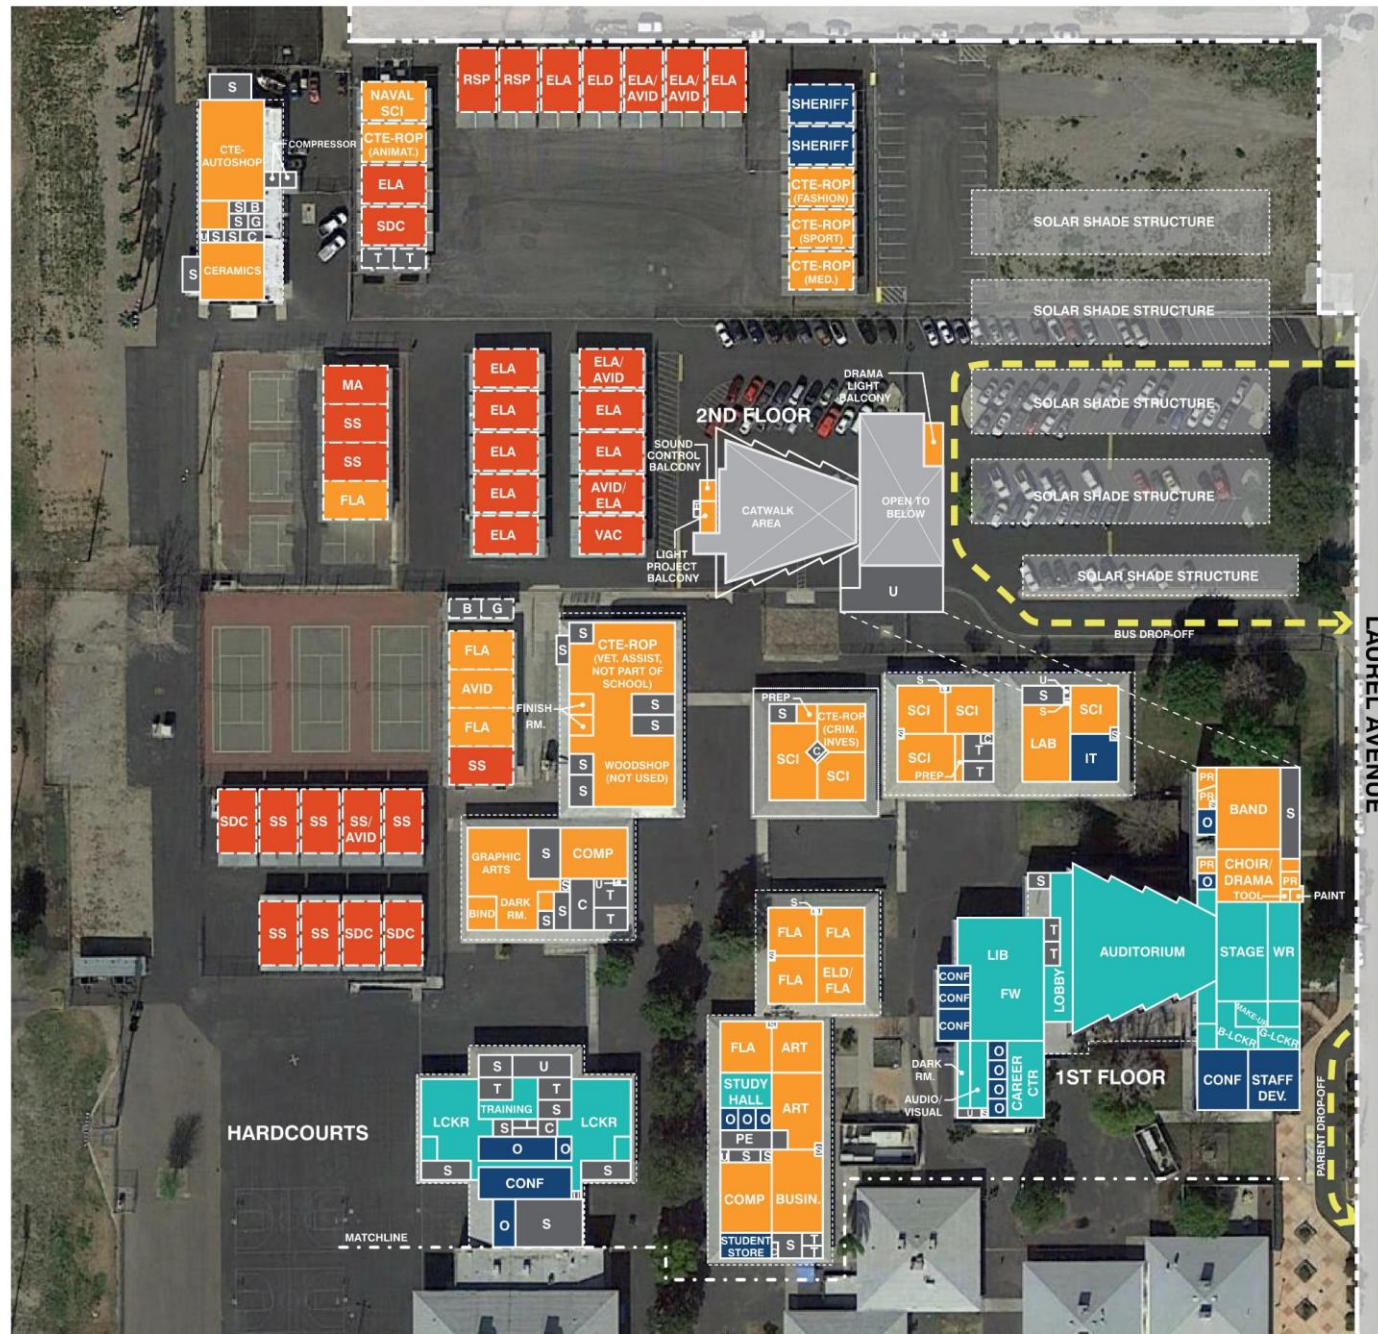 S
CTE-
AUTOSHOP
COMPRESSOR
S B
S G
U S S C
S
CERAMICS
NAVAL
SCI
CTE-ROP
(ANIMAT.)
ELA
SDC
T T
RSP RSP ELA ELD ELA/
AVID ELA/
AVID ELA
SHERIFF
SHERIFF
CTE-ROP
(FASHION)
CTE-ROP
(SPORT)
CTE-ROP
(MED.)
SOLAR SHADE STRUCTURE
SOLAR SHADE STRUCTURE
SOLAR SHADE STRUCTURE
SOLAR SHADE STRUCTURE
SOLAR SHADE STRUCTURE
BUS DROP-OFF
LAUREL AVENUE
MA
SS
SS
FLA
ELA
ELA
ELA
ELA
ELA
ELA/
AVID
ELA
ELA
AVID/
ELA
VAC
2ND FLOOR
DRAMA
LIGHT
BALCONY
SOUND
CONTROL
BALCONY
CATWALK
AREA
OPEN TO
BELOW
LIGHT
PROJECT
BALCONY
U
B G
FLA
AVID
FLA
SS
S
S
CTE-ROP
(VET. ASSIST,
NOT PART OF
SCHOOL)
FINISH
RM.
S
S
S
S
WOODSHOP
(NOT USED)
PREP
S
CTE-ROP
(CRIM.
INVES)
C
SCI
SCI
S
SCI SCI
S
SCI
C
T
T
PREP
U
S
S
SCI
LAB
S
IT
SDC SS SS SS/
AVID SS
SS SS SDC SDC
GRAPHIC
ARTS
S
COMP
BIND
DARK
RM.
S
S
S
C
U
T
T
S
FLA FLA
S
FLA ELD/
FLA
PR
PR
O
BAND
S
PR
O
CHOIR/
DRAMA
PR
TOOL
PAINT
S
AUDITORIUM
STAGE WR
T
T
LIB
FW
LOBBY
CONF
CONF
CONF
MAKE-UP
B-LCKR
G-LCKR
DARK
RM.
AUDIO/
VISUAL
O
O
O
O
CAREER
CTR
U S
1ST FLOOR
CONF STAFF
DEV.
PARENT DROP-OFF
FLA ART
STUDY
HALL
O O O
ART
PE
U S S
COMP BUSIN.
STUDENT
STORE
S
T
T
HARDCOURTS
S U
T T
TRAINING
S
S C
LCKR
LCKR
O O
S
S
CONF
O S
MATCHLINE